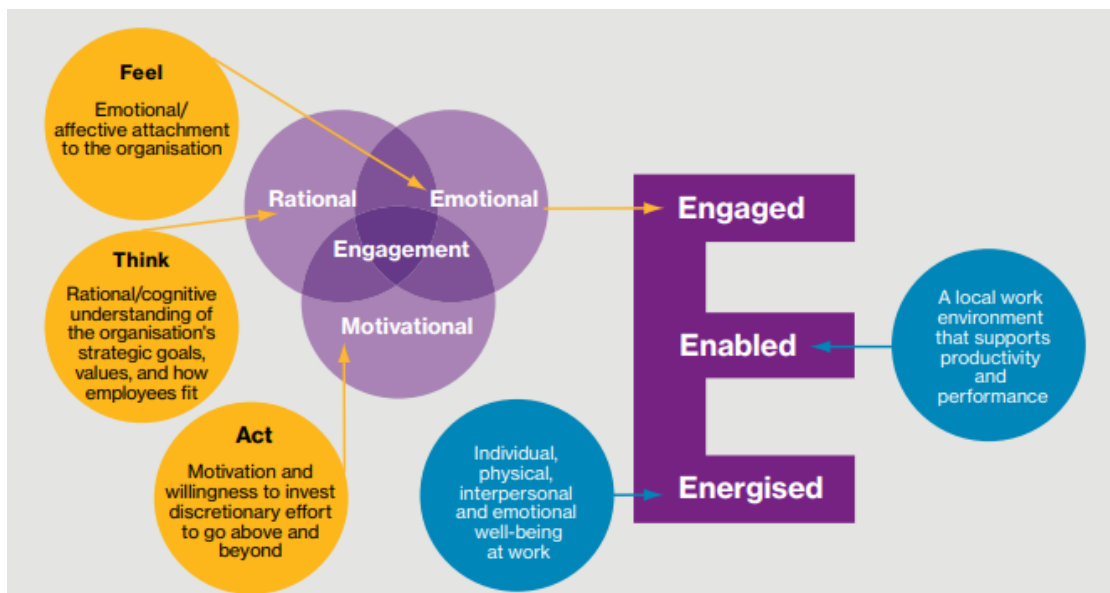 Feel
Emotional/
affective attachment
to the organisation
Think
Rational/cognitive
understanding of
the organisation's
strategic goals,
values, and how
employees fit
Act
Motivation and
willingness to invest
discretionary effort
to go above and
beyond
Rational
Emotional
Engagement
Motivational
Engaged
Enabled
Energised
A local work
environment
that supports
productivity
and
performance
Individual,
physical,
interpersonal
and emotional
well-being
at work